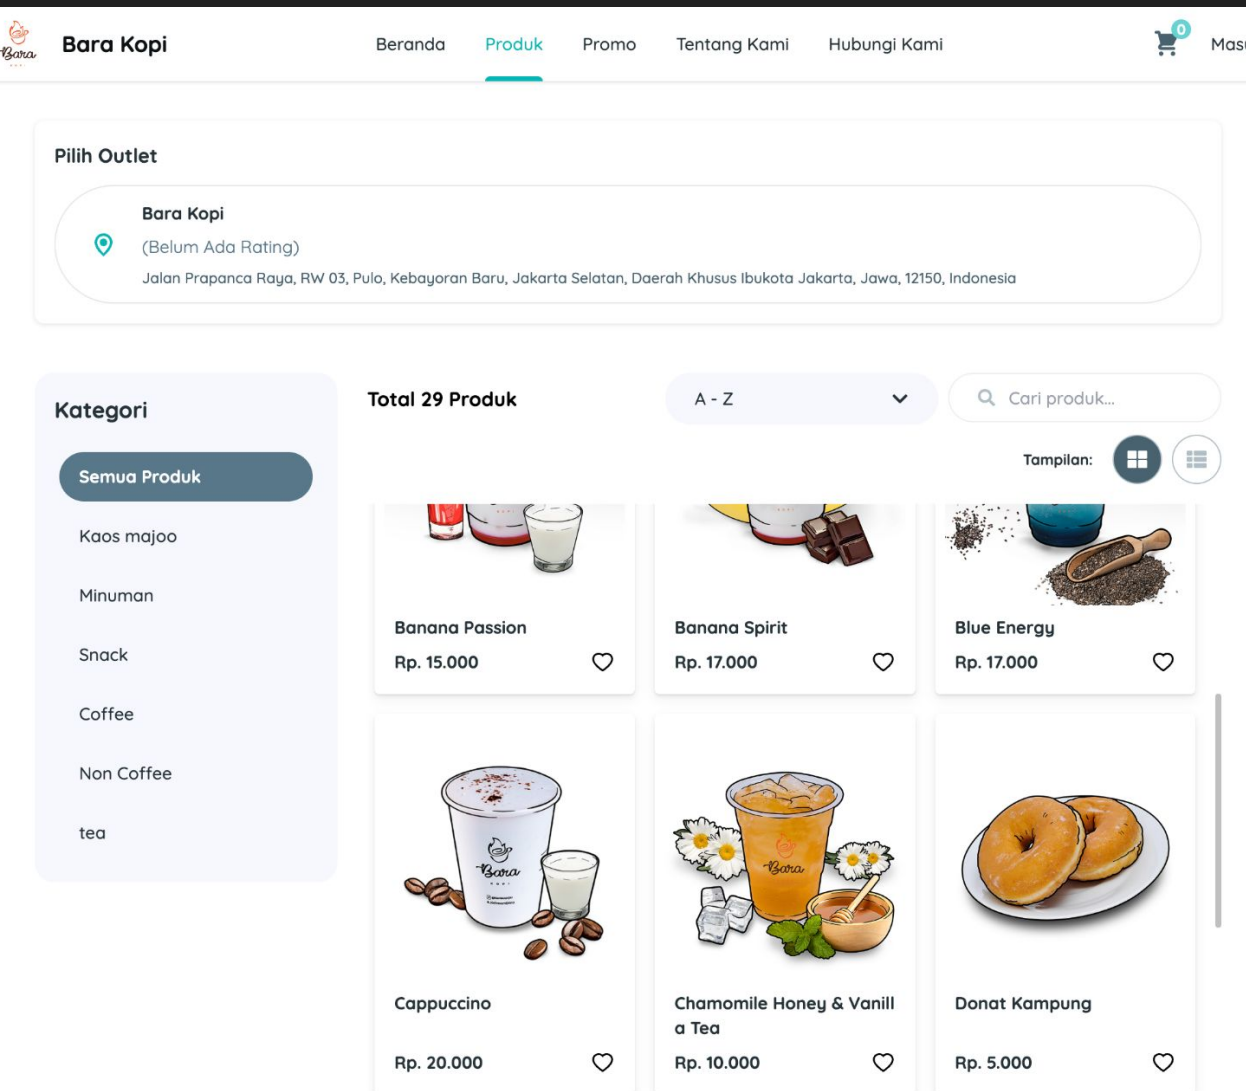 Bara
KOPI
Bara Kopi
Beranda
Produk
Promo
Tentang Kami
Hubungi Kami
0
Pilih Outlet
Bara Kopi
(Belum Ada Rating)
Jalan Prapanca Raya, RW 03, Pulo, Kebayoran Baru, Jakarta Selatan, Daerah Khusus Ibukota Jakarta, Jawa, 12150, Indonesia
Kategori
Semua Produk
Kaos majoo
Minuman
Snack
Coffee
Non Coffee
tea
Total 29 Produk
A - Z
Cari produk...
Tampilan:
Banana Passion
Rp. 15.000
Banana Spirit
Rp. 17.000
Blue Energy
Rp. 17.000
Bara
KOPI
Cappuccino
Rp. 20.000
Bara
Chamomile Honey & Vanill
a Tea
Rp. 10.000
Donat Kampung
Rp. 5.000